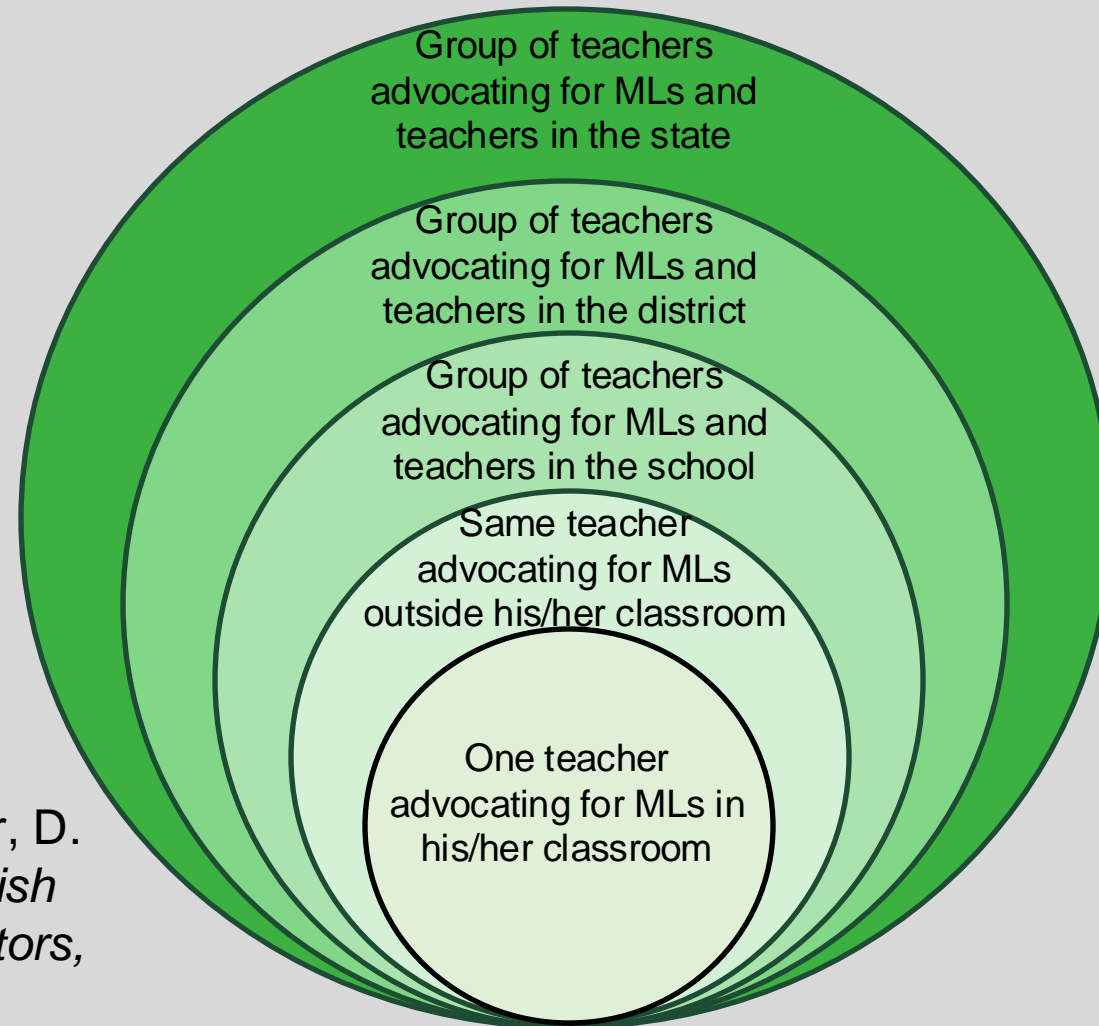 Group of teachers
advocating for MLs and
teachers in the state
Group of teachers
advocating for MLs and
teachers in the district
Group of teachers
advocating for MLs and
teachers in the school
Same teacher
advocating for MLs
outside his/her classroom
One teacher
advocating for MLs in
his/her classroom
r, D.
ish
tors,